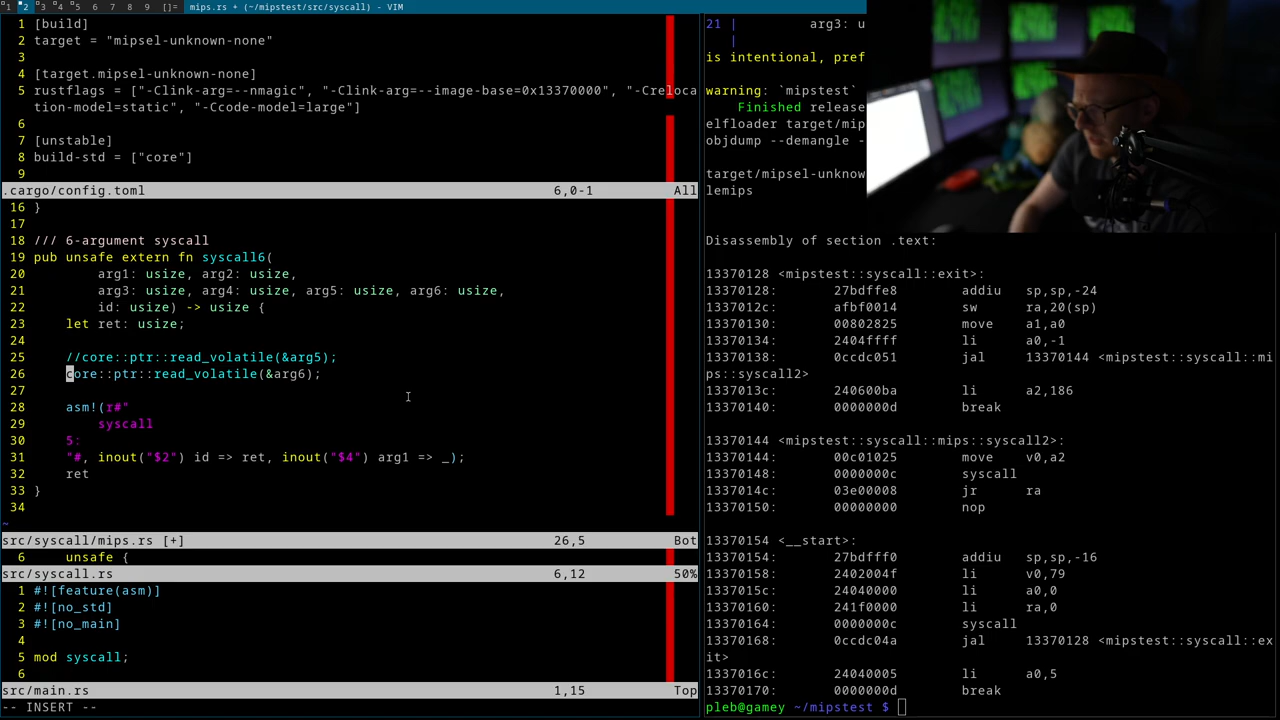 1 2 3 4 5 6 7 8 9 []= mips.rs + (~/mipstest/src/syscall) - VIM
1 [build]
2 target = "mipsel-unknown-none"
3
4 [target.mipsel-unknown-none]
5 rustflags = ["-Clink-arg=--nmagic", "-Clink-arg=--image-base=0x13370000", "-Creloca
tion-model=static", "-Ccode-model=large"]
6
7 [unstable]
8 build-std = ["core"]
9
.cargo/config.toml 6,0-1 All
16 }
17
18 /// 6-argument syscall
19 pub unsafe extern fn syscall6(
20 arg1: usize, arg2: usize,
21 arg3: usize, arg4: usize, arg5: usize, arg6: usize,
22 id: usize) -> usize {
23 let ret: usize;
24
25 //core::ptr::read_volatile(&arg5);
26 core::ptr::read_volatile(&arg6);
27
28 asm!(r#"
29 syscall
30 5:
31 "#, inout("$2") id => ret, inout("$4") arg1 => _);
32 ret
33 }
34
~
src/syscall/mips.rs [+] 26,5 Bot
6 unsafe {
src/syscall.rs 6,12 50%
1 #![feature(asm)]
2 #![no_std]
3 #![no_main]
4
5 mod syscall;
6
src/main.rs 1,15 Top
-- INSERT --
21 | arg3: u
|
is intentional, pref
warning: `mipstest`
Finished release
elfloader target/mip
objdump --demangle -
target/mipsel-unknow
lemips
Disassembly of section .text:
13370128 <mipstest::syscall::exit>:
13370128: 27bdffe8 addiu sp,sp,-24
1337012c: afbf0014 sw ra,20(sp)
13370130: 00802825 move a1,a0
13370134: 2404ffff li a0,-1
13370138: 0ccdc051 jal 13370144 <mipstest::syscall::mi
ps::syscall2>
1337013c: 240600ba li a2,186
13370140: 0000000d break
13370144 <mipstest::syscall::mips::syscall2>:
13370144: 00c01025 move v0,a2
13370148: 0000000c syscall
1337014c: 03e00008 jr ra
13370150: 00000000 nop
13370154 <__start>:
13370154: 27bdfff0 addiu sp,sp,-16
13370158: 2402004f li v0,79
1337015c: 24040000 li a0,0
13370160: 241f0000 li ra,0
13370164: 0000000c syscall
13370168: 0ccdc04a jal 13370128 <mipstest::syscall::ex
it>
1337016c: 24040005 li a0,5
13370170: 0000000d break
pleb@gamey ~/mipstest $